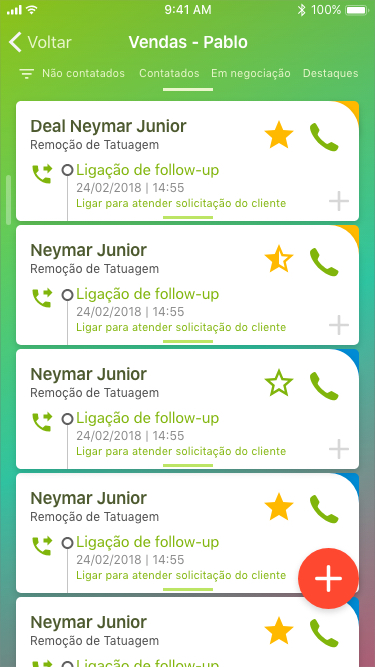 9:41 AM
100%
Voltar
Vendas - Pablo
Não contatados
Contatados
Em negociação
Destaques
Deal Neymar Junior
Remoção de Tatuagem
Ligação de follow-up
24/02/2018 | 14:55
Ligar para atender solicitação do cliente
Neymar Junior
Remoção de Tatuagem
Ligação de follow-up
24/02/2018 | 14:55
Ligar para atender solicitação do cliente
Neymar Junior
Remoção de Tatuagem
Ligação de follow-up
24/02/2018 | 14:55
Ligar para atender solicitação do cliente
Neymar Junior
Remoção de Tatuagem
Ligação de follow-up
24/02/2018 | 14:55
Ligar para atender solicitação do cliente
Neymar Junior
Remoção de Tatuagem
Ligação de follow-up